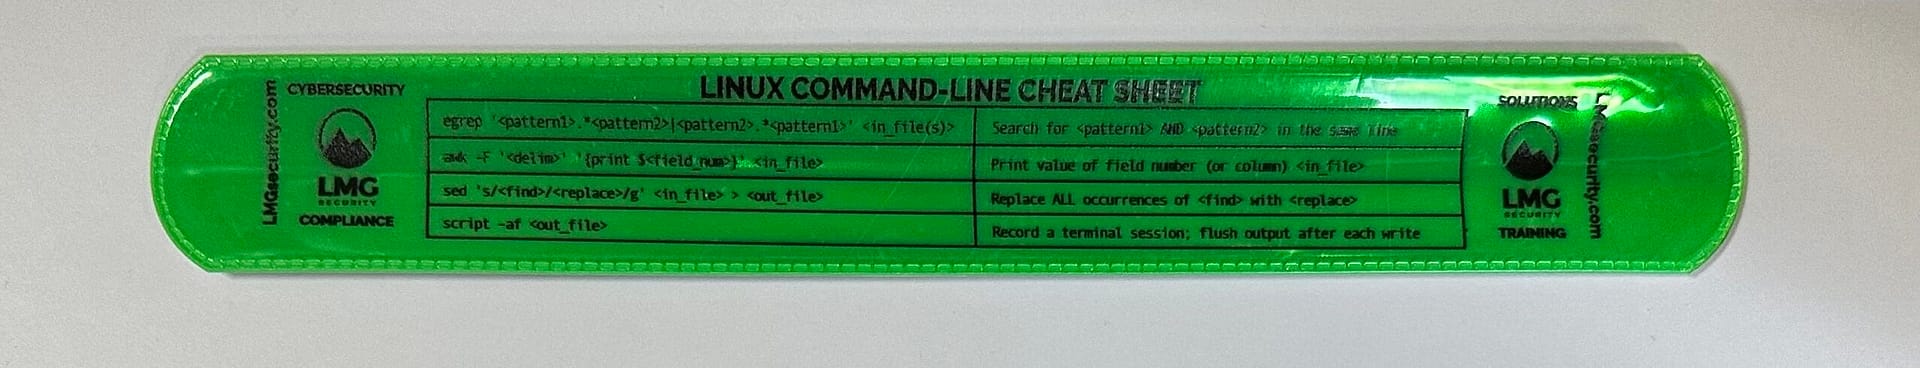 LINUX COMMAND-LINE CHEAT SHEET
LMGsecurity.com
CYBERSECURITY
LMG
SECURITY
COMPLIANCE
egrep '<pattern1>.*<pattern2>|<pattern2>.*<pattern1>' <in_file(s)> Search for <pattern1> AND <pattern2> in the same line
awk -F '<delim>' '{print $<field_num>}' <in_file> Print value of field number (or column) <in_file>
sed 's/<find>/<replace>/g' <in_file> > <out_file> Replace ALL occurrences of <find> with <replace>
script -af <out_file> Record a terminal session; flush output after each write
SOLUTIONS
LMG
SECURITY
TRAINING
LMGsecurity.com